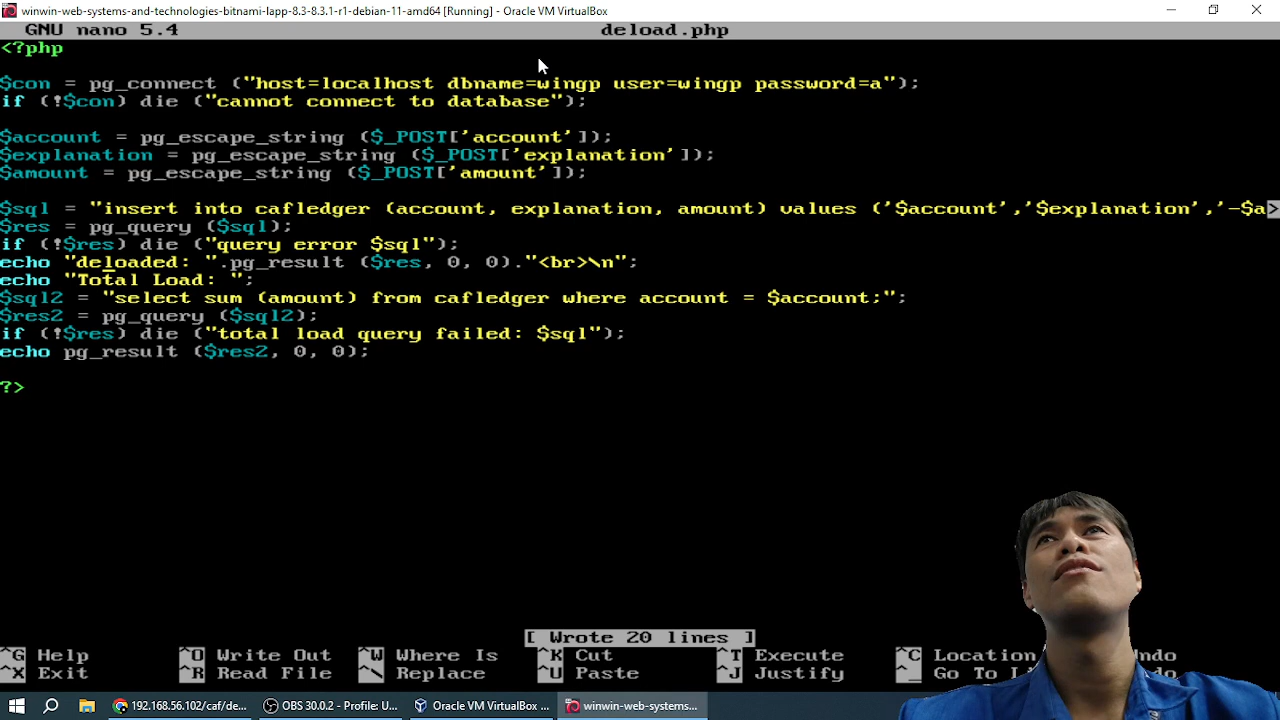 winwin-web-systems-and-technologies-bitnami-lapp-8.3-8.3.1-r1-debian-11-amd64 [Running] - Oracle VM VirtualBox
GNU nano 5.4 deload.php
<?php
$con = pg_connect ("host=localhost dbname=wingp user=wingp password=a");
if (!$con) die ("cannot connect to database");
$account = pg_escape_string ($_POST['account']);
$explanation = pg_escape_string ($_POST['explanation']);
$amount = pg_escape_string ($_POST['amount']);
$sql = "insert into cafledger (account, explanation, amount) values ('$account','$explanation','-$a>
$res = pg_query ($sql);
if (!$res) die ("query error $sql");
echo "deloaded: ".pg_result ($res, 0, 0)."<br>\n";
echo "Total Load: ";
$sql2 = "select sum (amount) from cafledger where account = $account;";
$res2 = pg_query ($sql2);
if (!$res) die ("total load query failed: $sql");
echo pg_result ($res2, 0, 0);
?>
[ Wrote 20 lines ]
^G Help ^O Write Out ^W Where Is ^K Cut ^T Execute ^C Location ndo
^X Exit ^R Read File ^\ Replace ^U Paste ^J Justify ^_ Go To Li do
192.168.56.102/caf/de... OBS 30.0.2 - Profile: U... Oracle VM VirtualBox ... winwin-web-systems...